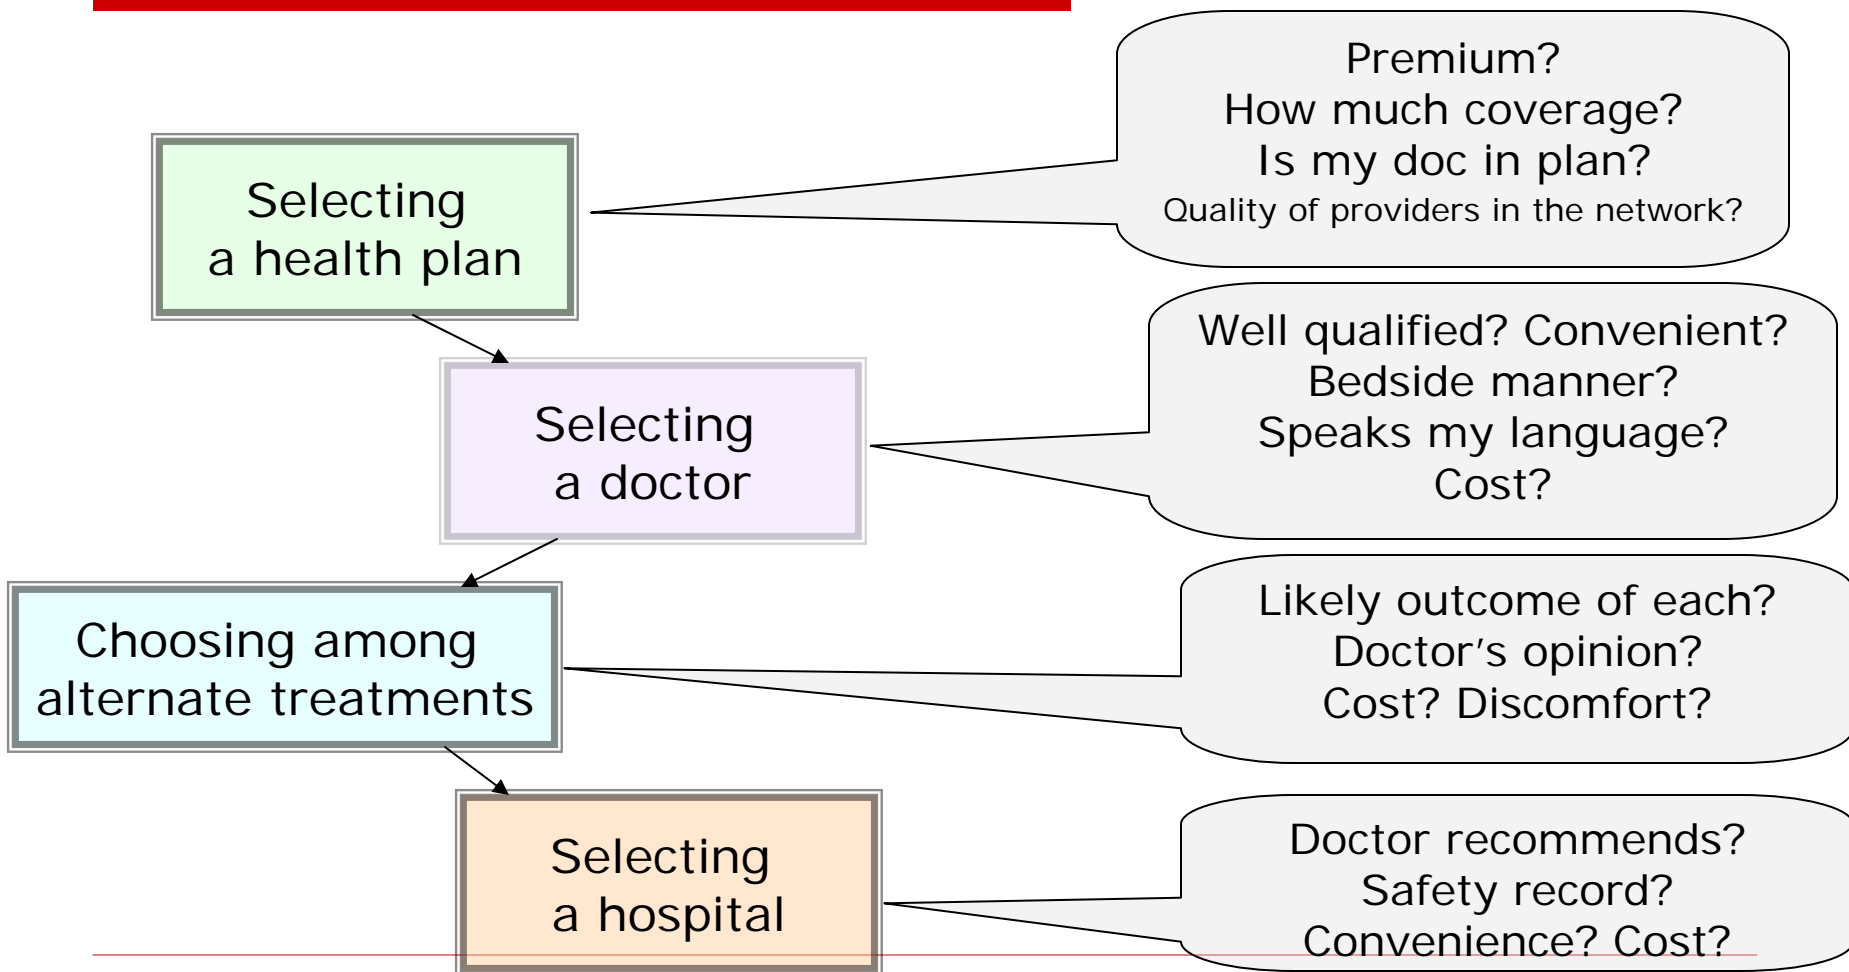 Premium?
How much coverage?
Is my doc in plan?
Quality of providers in the network?
Selecting
a health plan
Well qualified? Convenient?
Bedside manner?
Speaks my language?
Cost?
Selecting
a doctor
Likely outcome of each?
Doctor’s opinion?
Cost? Discomfort?
Choosing among
alternate treatments
Doctor recommends?
Safety record?
Convenience? Cost?
Selecting
a hospital